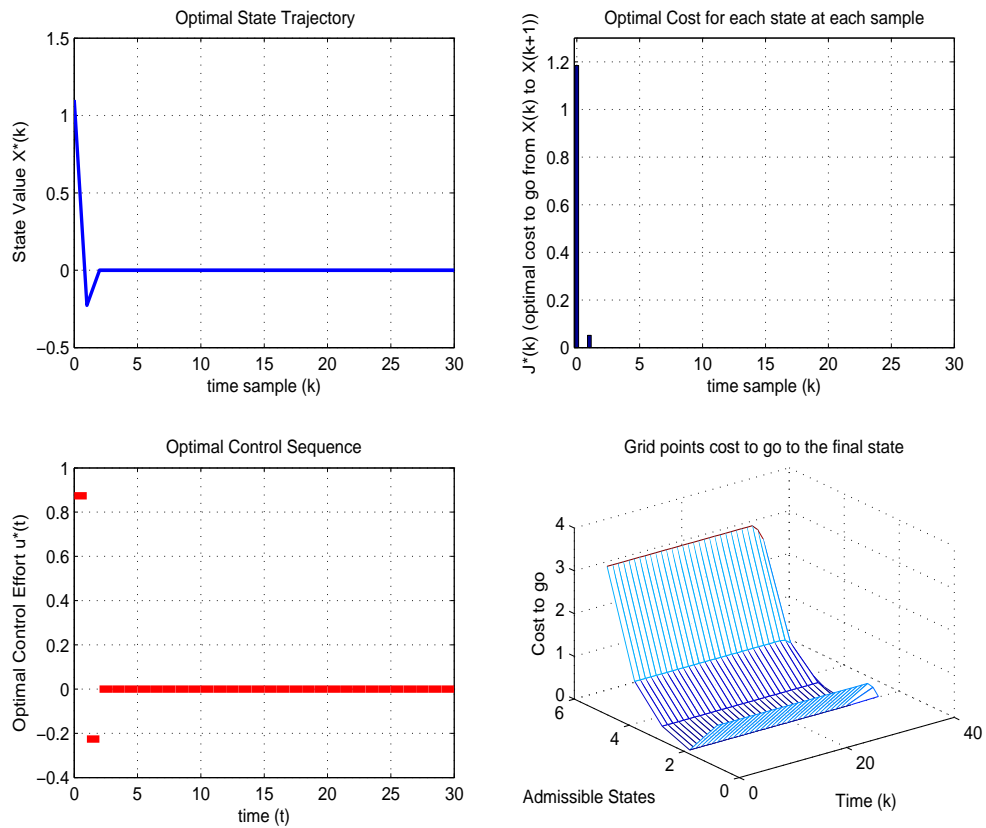 Optimal State Trajectory
1.5
1
0.5
0
−0.5
0 5 10 15 20 25 30
State Value X*(k)
time sample (k)
Optimal Cost for each state at each sample
1.2
1
0.8
0.6
0.4
0.2
0
0 5 10 15 20 25 30
J*(k) (optimal cost to go from X(k) to X(k+1))
time sample (k)
Optimal Control Sequence
1
0.8
0.6
0.4
0.2
0
−0.2
−0.4
0 5 10 15 20 25 30
Optimal Control Effort u*(t)
time (t)
Grid points cost to go to the final state
4
3
2
1
0
6
4
2
0
0
20
40
Cost to go
Admissible States
Time (k)